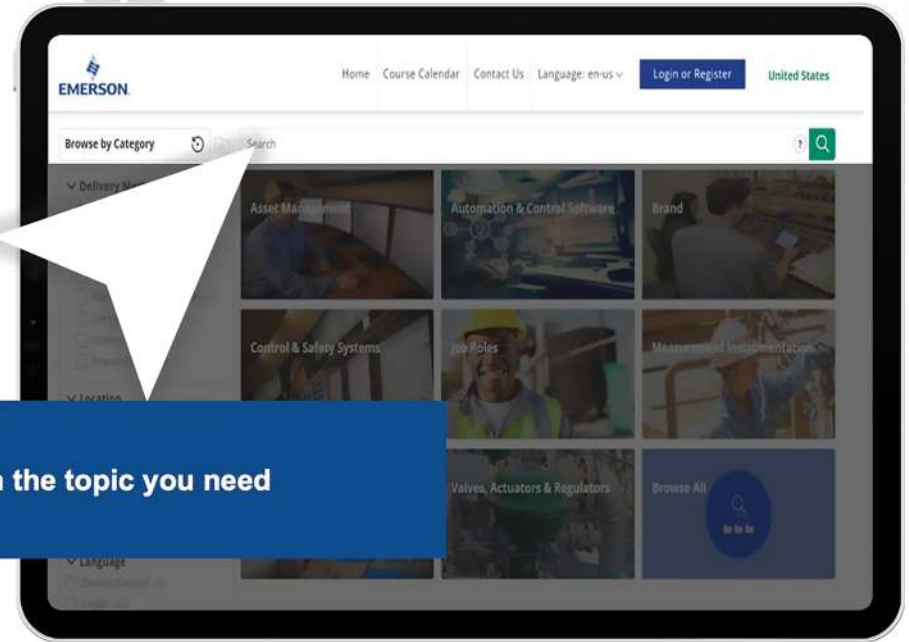 EMERSON
Home Course Calendar Contact Us Language: en-us Login or Register United States
Browse by Category Search ?
Delivery
Asset Management Automation & Control Software Brand
Control & Safety Systems Job Roles Measurement Instrumentation
Location
the topic you need
Valves, Actuators & Regulators Browse All
Language